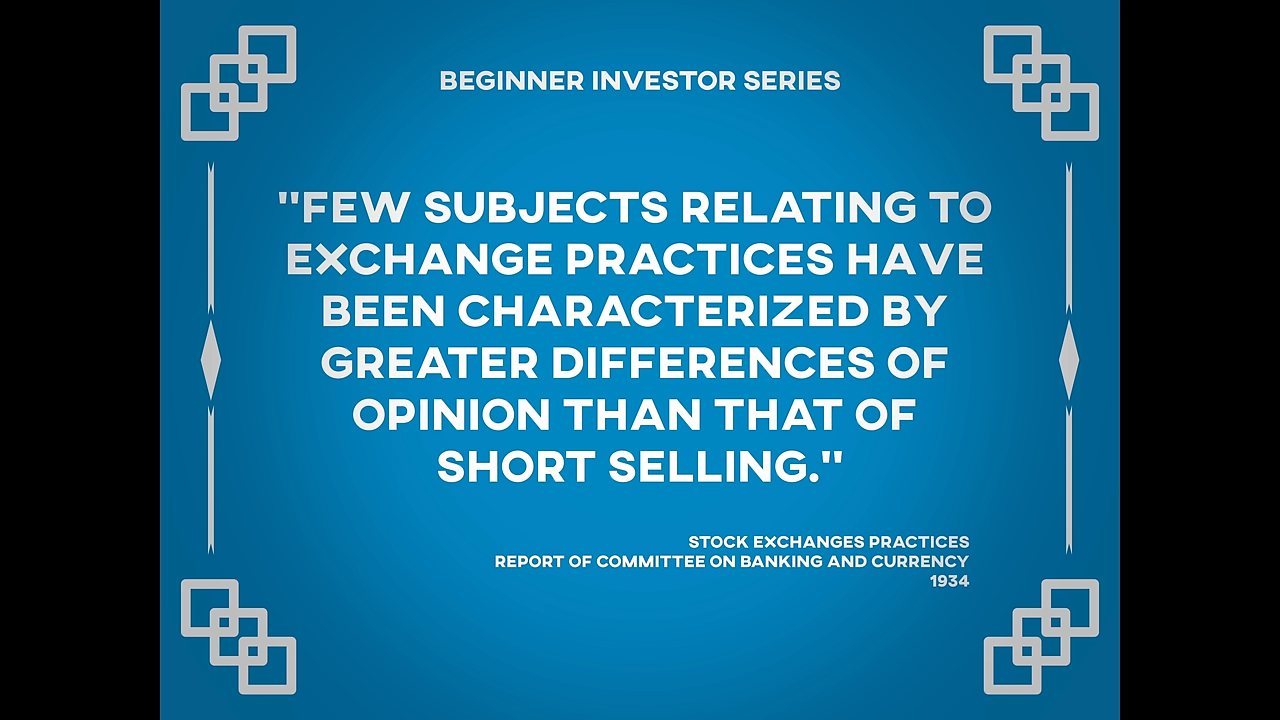 BEGINNER INVESTOR SERIES
"FEW SUBJECTS RELATING TO
EXCHANGE PRACTICES HAVE
BEEN CHARACTERIZED BY
GREATER DIFFERENCES OF
OPINION THAN THAT OF
SHORT SELLING."
STOCK EXCHANGES PRACTICES
REPORT OF COMMITTEE ON BANKING AND CURRENCY
1934